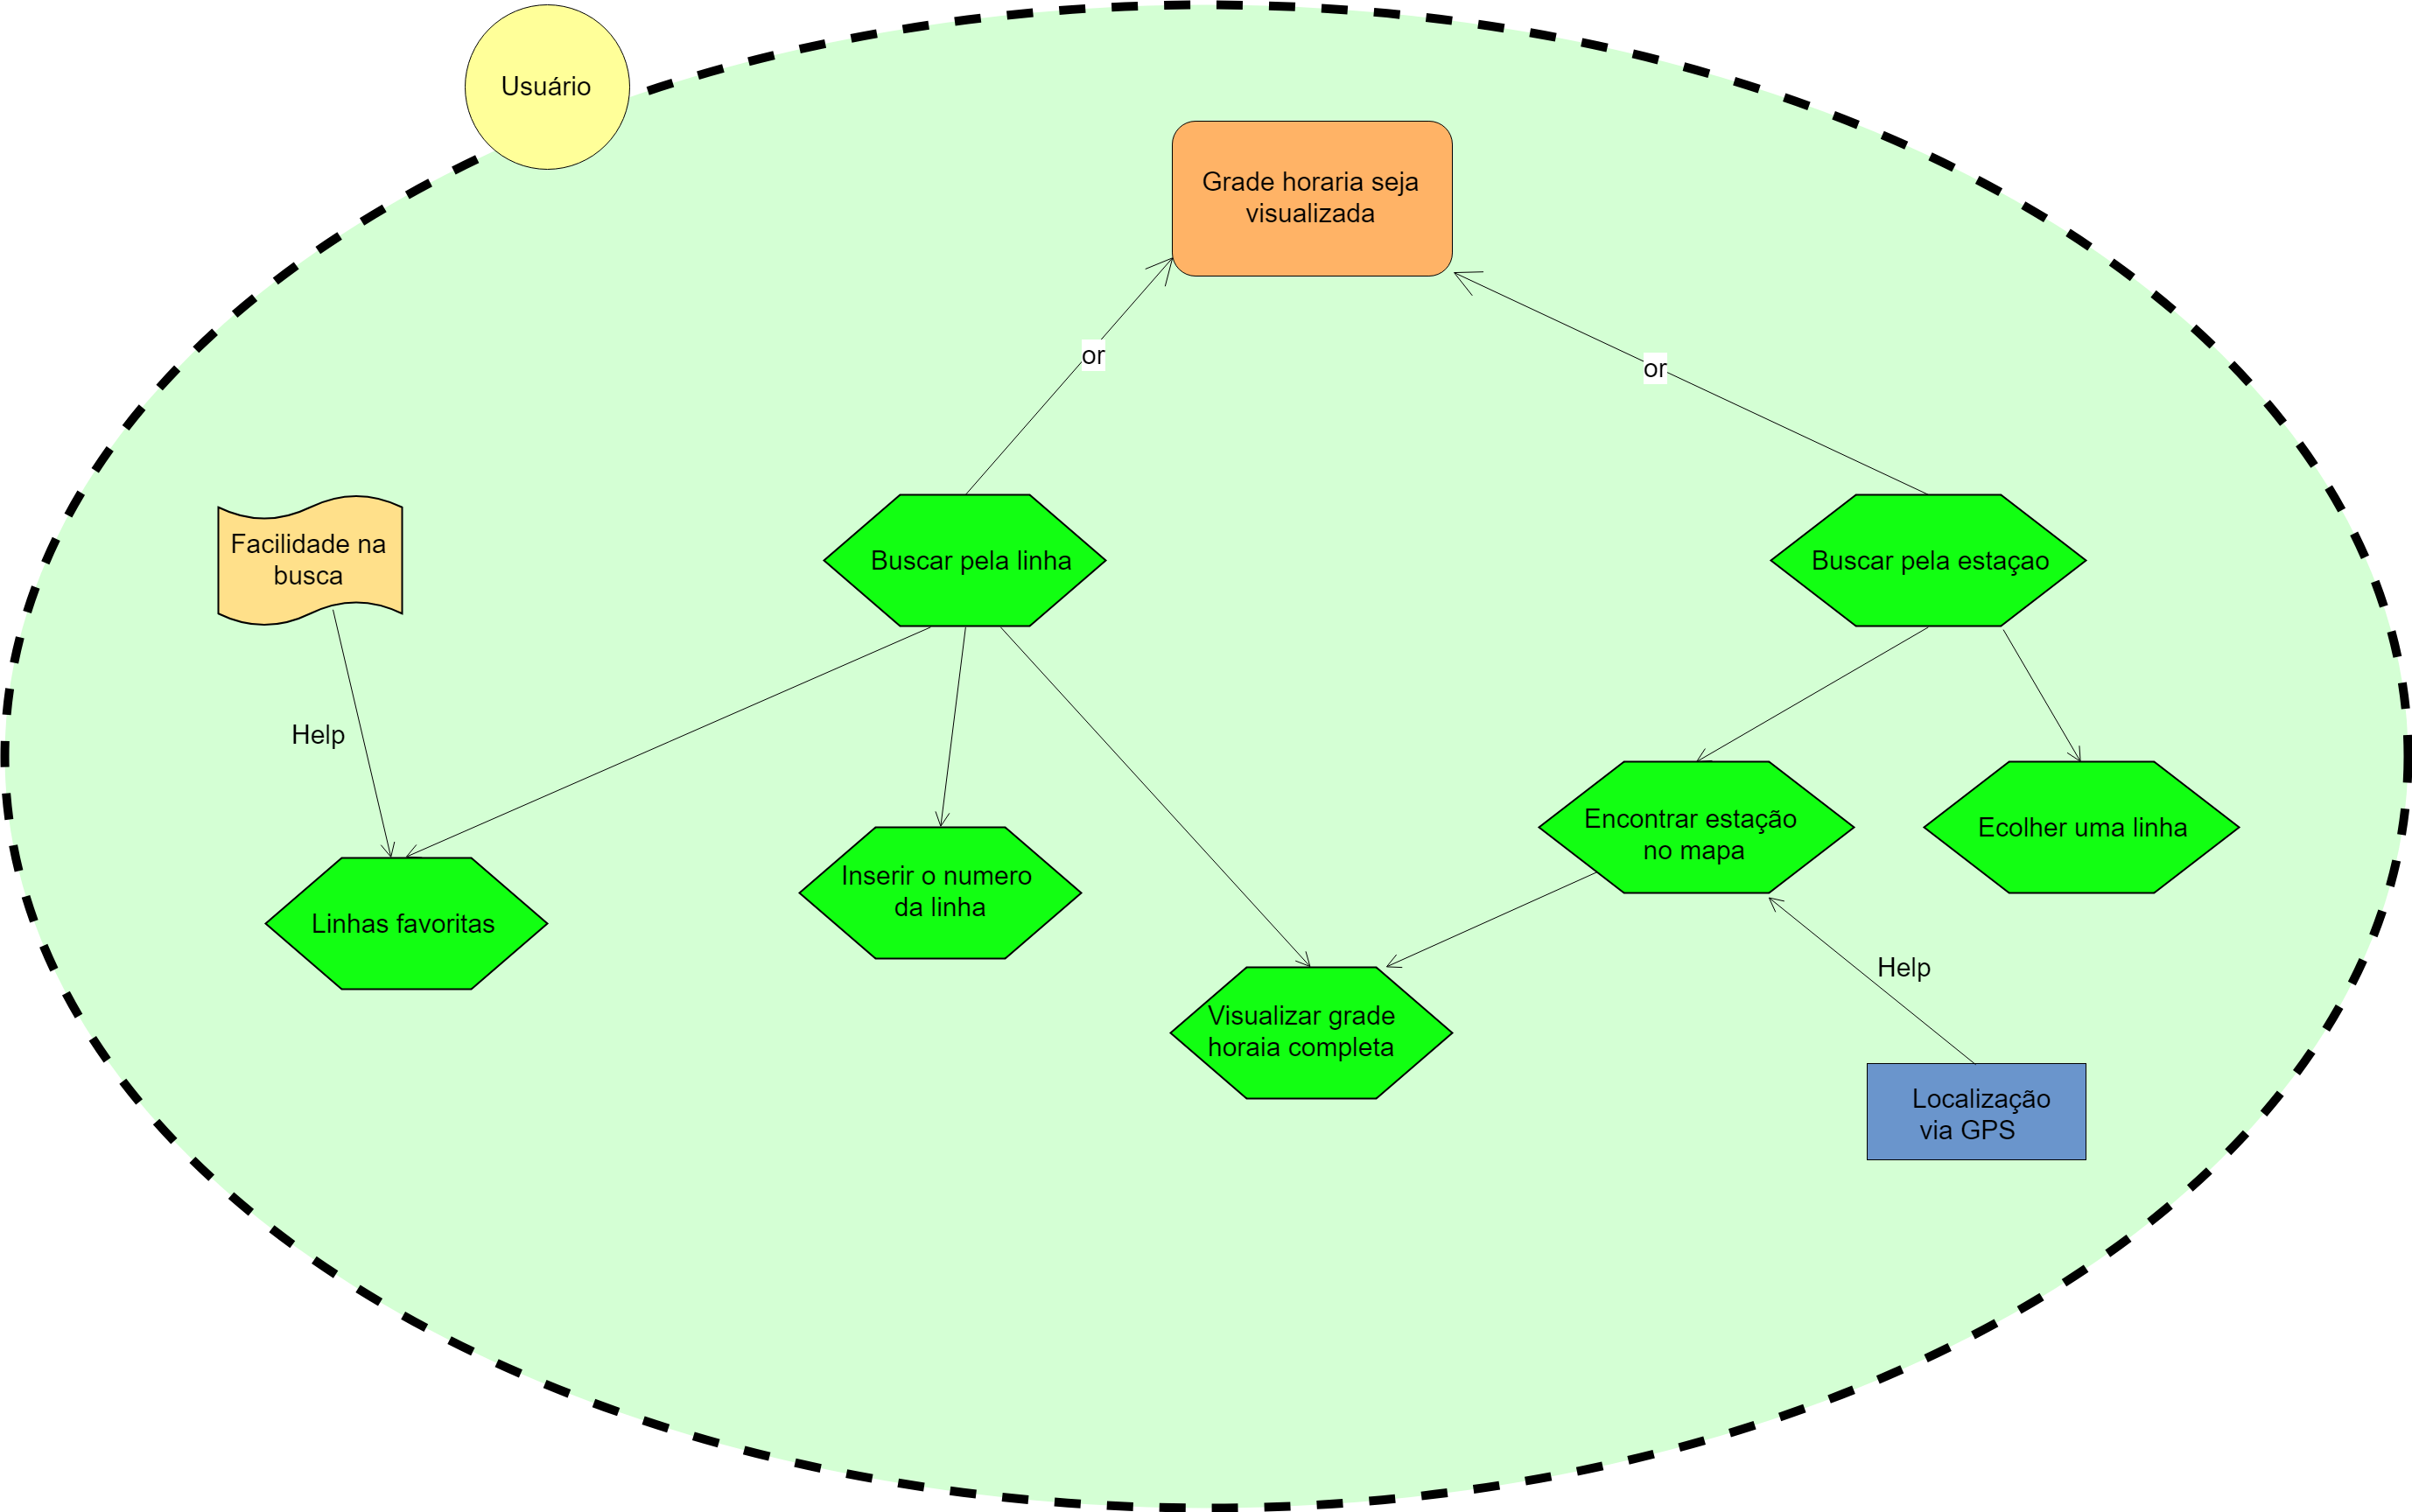 Usuário
Grade horaria seja
visualizada
or
or
Facilidade na
busca
Buscar pela linha
Buscar pela estaçao
Help
Encontrar estação
no mapa
Ecolher uma linha
Inserir o numero
da linha
Linhas favoritas
Help
Visualizar grade
horaia completa
Localização
via GPS